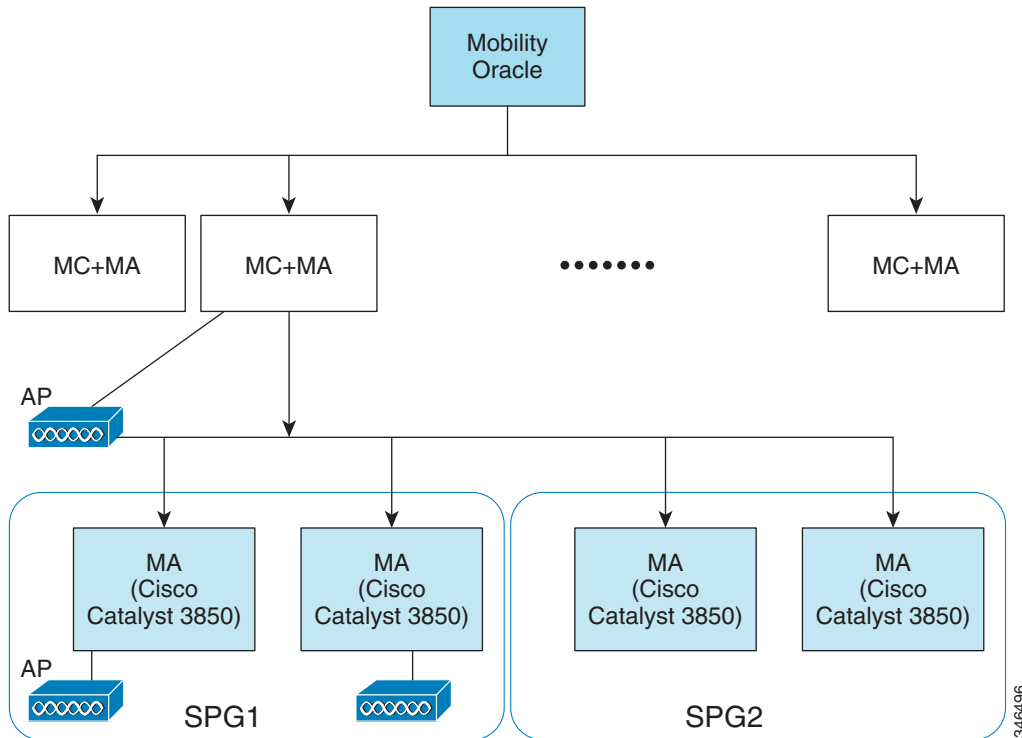 Mobility
Oracle
MC+MA
MC+MA
MC+MA
AP
MA
(Cisco
Catalyst 3850)
MA
(Cisco
Catalyst 3850)
MA
(Cisco
Catalyst 3850)
MA
(Cisco
Catalyst 3850)
AP
SPG1
SPG2
346496